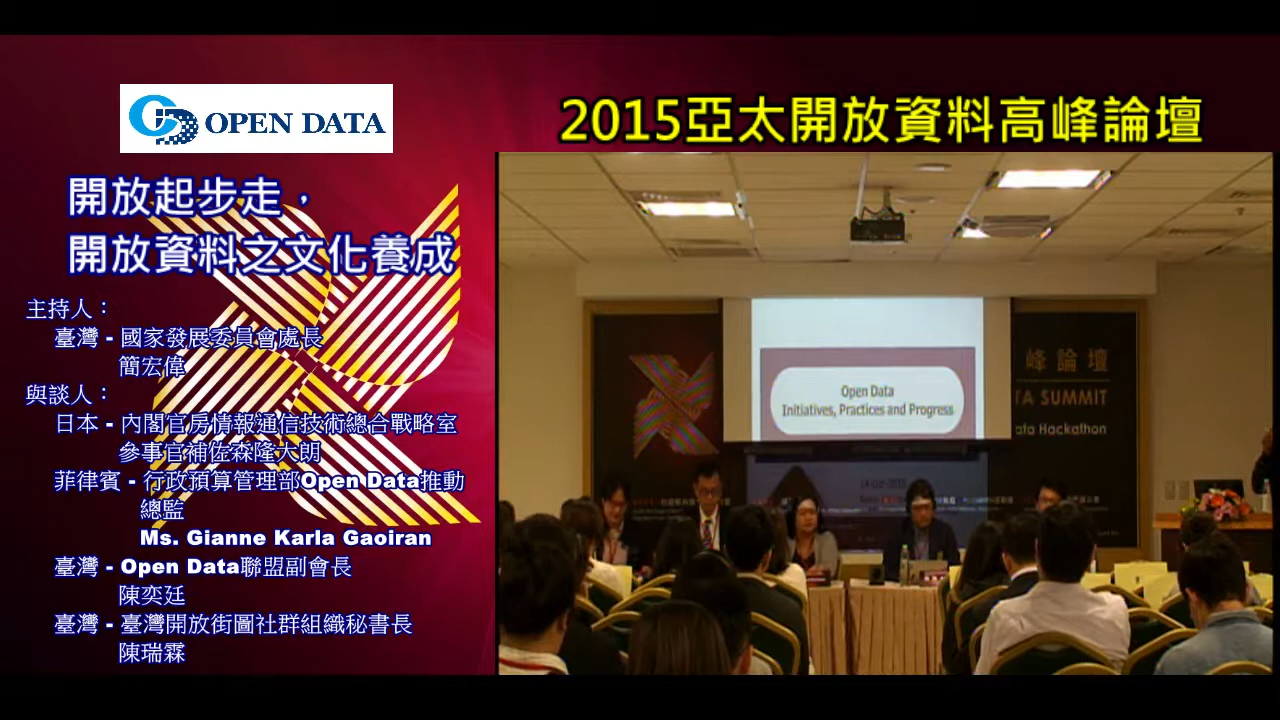 OPEN DATA
2015亞太開放資料高峰論壇
開放起步走，
開放資料之文化養成
主持人：
臺灣 - 國家發展委員會處長
簡宏偉
與談人：
日本 - 內閣官房情報通信技術總合戰略室
參事官補佐森隆大朗
菲律賓 - 行政預算管理部Open Data推動
總監
Ms. Gianne Karla Gaoiran
臺灣 - Open Data聯盟副會長
陳奕廷
臺灣 - 臺灣開放街圖社群組織秘書長
陳瑞霖
Open Data
Initiatives, Practices and Progress
峰論壇
TA SUMMIT
ata Hackathon